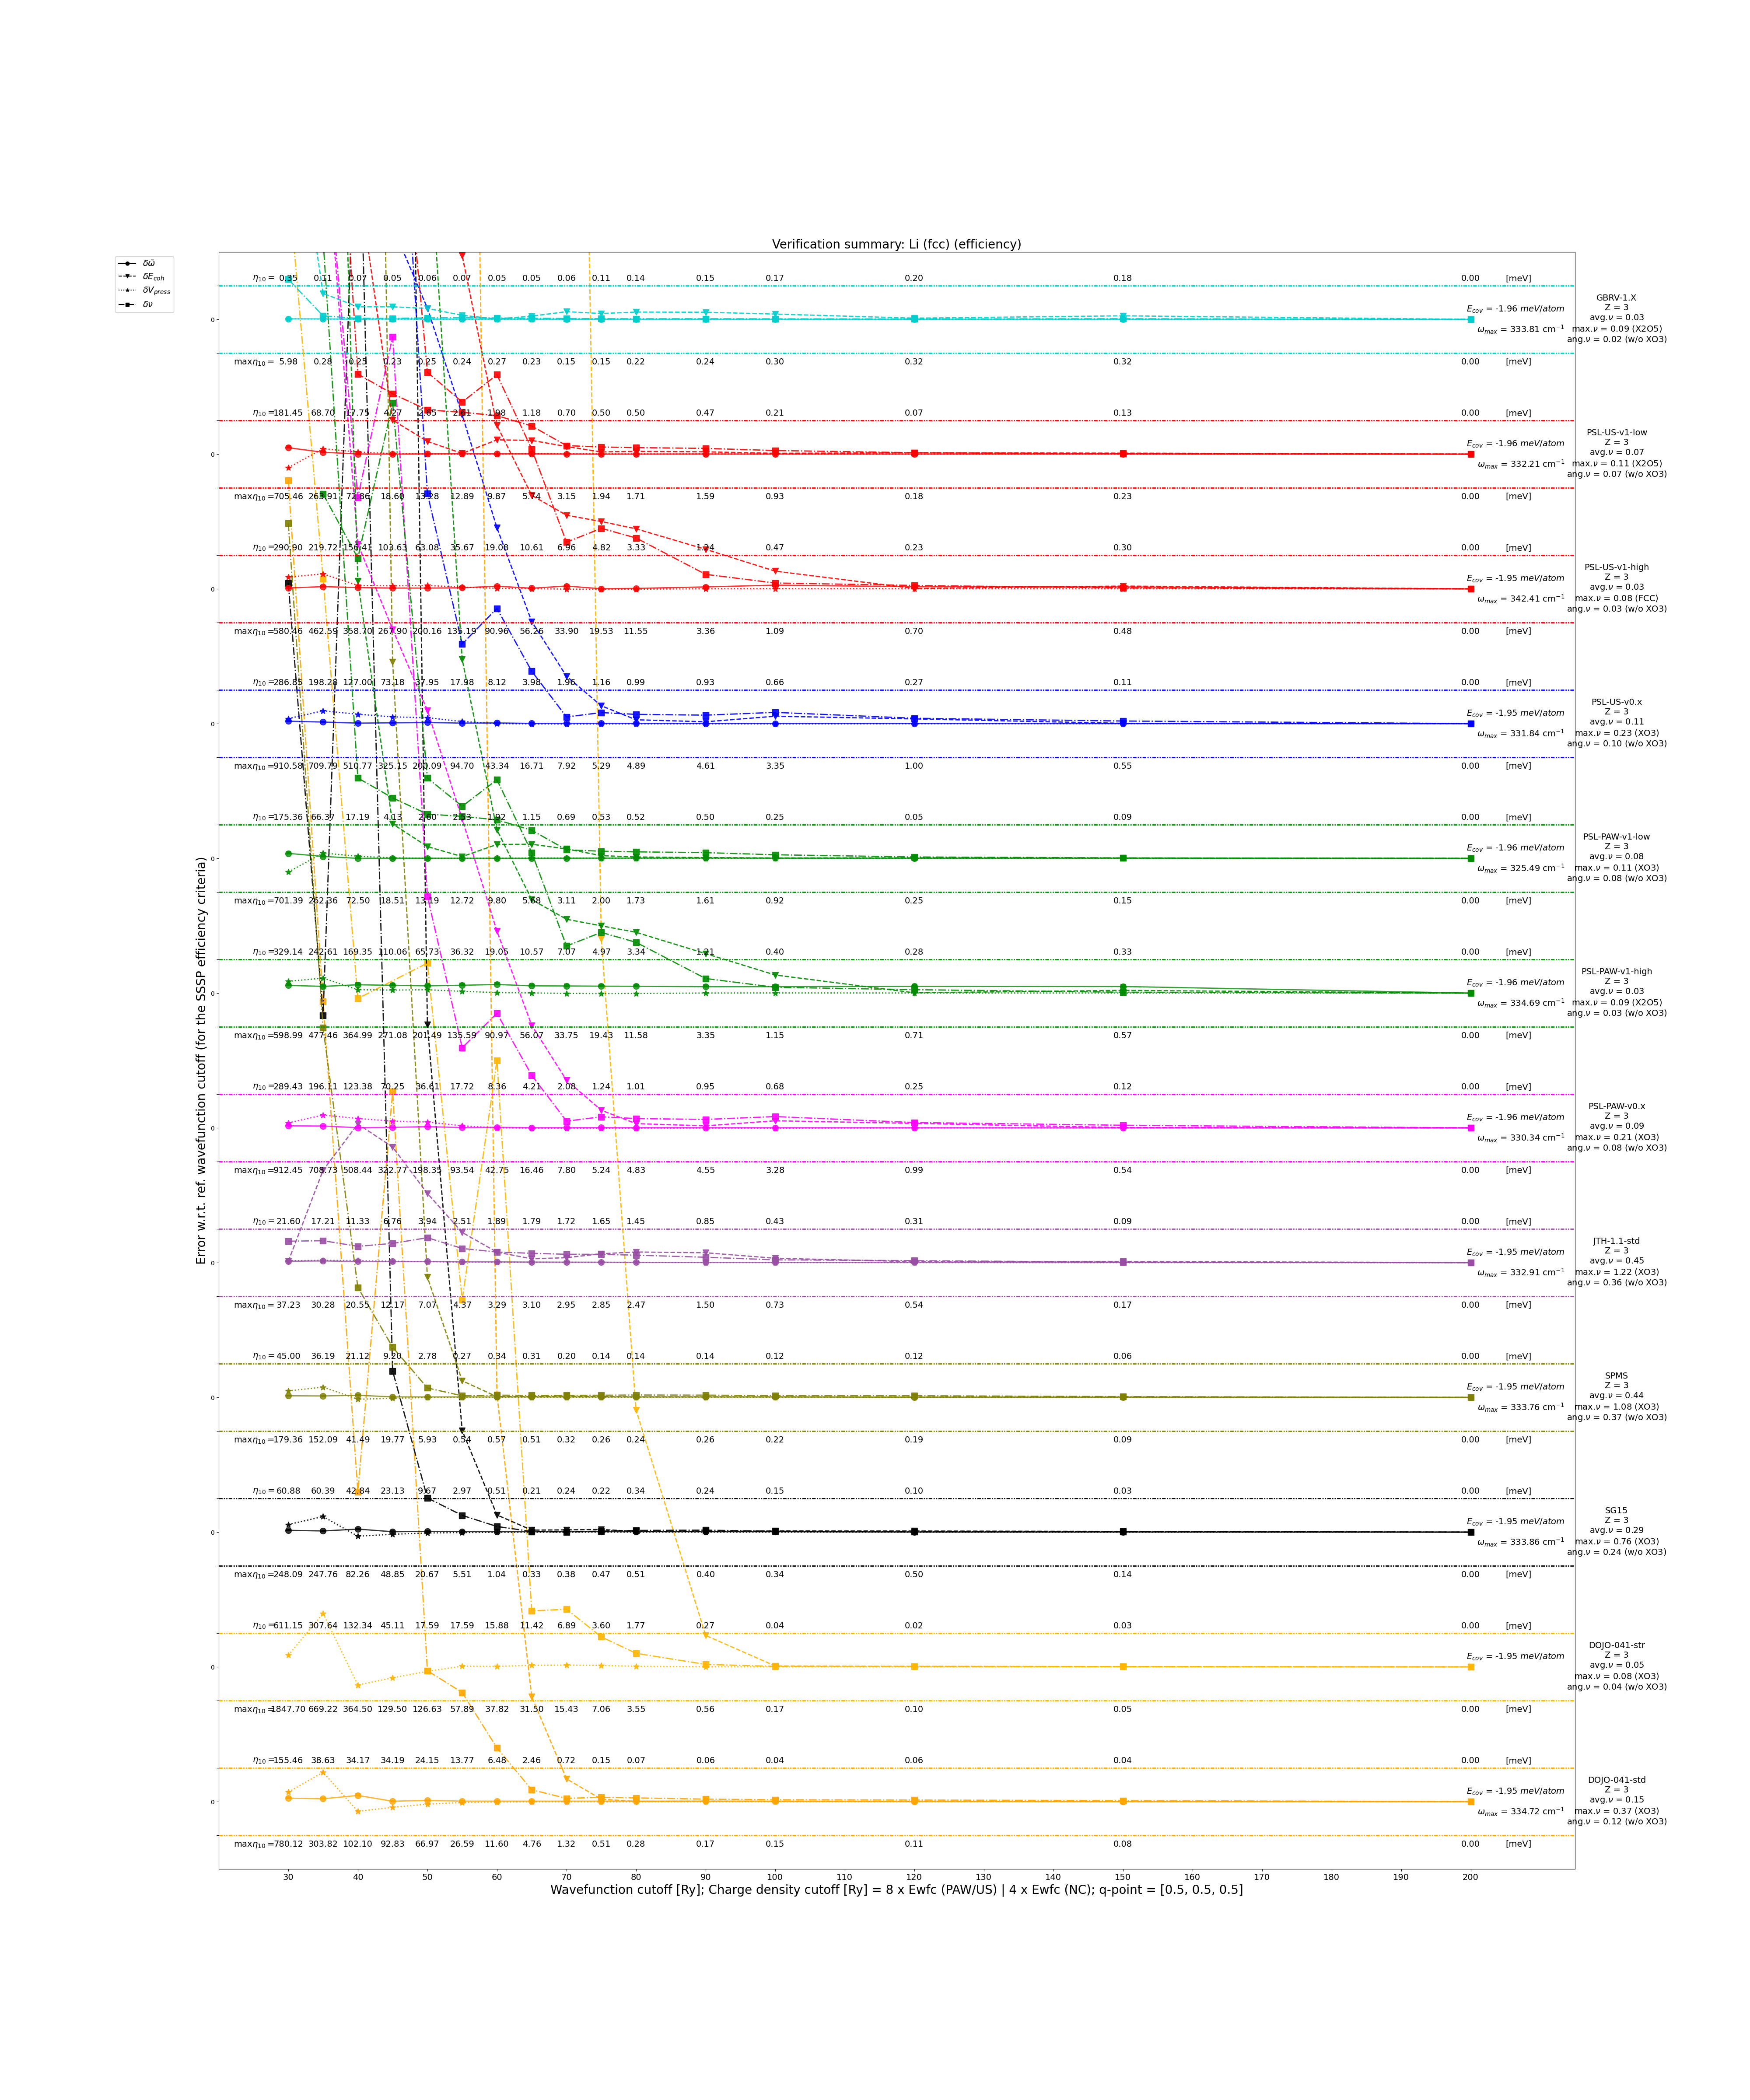 Verification summary: Li (fcc) (efficiency)
δω̄
δE_coh
δV_press
δν
η₁₀ = 0.35 0.11 0.07 0.05 0.06 0.07 0.05 0.05 0.06 0.11 0.14 0.15 0.17 0.20 0.18 0.00 [meV]
GBRV-1.X
Z = 3
avg.ν = 0.03
max.ν = 0.09 (X2O5)
ang.ν = 0.02 (w/o XO3)
0
E_cov = -1.96 meV/atom
ω_max = 333.81 cm⁻¹
maxη₁₀ = 5.98 0.28 0.25 0.23 0.25 0.24 0.27 0.23 0.15 0.15 0.22 0.24 0.30 0.32 0.32 0.00 [meV]
η₁₀ = 181.45 68.70 17.75 4.27 1.98 1.18 0.70 0.50 0.50 0.47 0.21 0.07 0.13 0.00 [meV]
PSL-US-v1-low
Z = 3
avg.ν = 0.07
max.ν = 0.11 (X2O5)
ang.ν = 0.07 (w/o XO3)
0
E_cov = -1.96 meV/atom
ω_max = 332.21 cm⁻¹
maxη₁₀ = 705.46 72.86 18.60 12.89 9.87 5.74 3.15 1.94 1.71 1.59 0.93 0.18 0.23 0.00 [meV]
η₁₀ = 290.90 219.72 156.41 103.63 63.08 35.67 19.08 10.61 6.96 4.82 3.33 1.24 0.47 0.23 0.30 0.00 [meV]
PSL-US-v1-high
Z = 3
avg.ν = 0.03
max.ν = 0.08 (FCC)
ang.ν = 0.03 (w/o XO3)
0
E_cov = -1.95 meV/atom
ω_max = 342.41 cm⁻¹
maxη₁₀ = 580.46 462.59 358.70 267.90 200.16 135.19 90.96 56.26 33.90 19.53 11.55 3.36 1.09 0.70 0.48 0.00 [meV]
η₁₀ = 286.85 198.28 127.00 73.18 37.95 17.98 8.12 3.98 1.96 1.16 0.99 0.93 0.66 0.27 0.11 0.00 [meV]
PSL-US-v0.x
Z = 3
avg.ν = 0.11
max.ν = 0.23 (XO3)
ang.ν = 0.10 (w/o XO3)
0
E_cov = -1.95 meV/atom
ω_max = 331.84 cm⁻¹
maxη₁₀ = 910.58 709.79 510.77 325.15 200.09 94.70 43.34 16.71 7.92 5.29 4.89 4.61 3.35 1.00 0.55 0.00 [meV]
η₁₀ = 175.36 66.37 17.19 4.13 1.92 1.15 0.69 0.53 0.52 0.50 0.25 0.05 0.09 0.00 [meV]
PSL-PAW-v1-low
Z = 3
avg.ν = 0.08
max.ν = 0.11 (XO3)
ang.ν = 0.08 (w/o XO3)
0
E_cov = -1.96 meV/atom
ω_max = 325.49 cm⁻¹
maxη₁₀ = 701.39 262.36 72.50 18.51 13.19 12.72 9.80 5.68 3.11 2.00 1.73 1.61 0.92 0.25 0.15 0.00 [meV]
η₁₀ = 329.14 242.61 169.35 110.06 65.73 36.32 19.05 10.57 7.07 4.97 3.34 1.21 0.40 0.28 0.33 0.00 [meV]
PSL-PAW-v1-high
Z = 3
avg.ν = 0.03
max.ν = 0.09 (X2O5)
ang.ν = 0.03 (w/o XO3)
0
E_cov = -1.96 meV/atom
ω_max = 334.69 cm⁻¹
maxη₁₀ = 598.99 477.46 364.99 271.08 201.49 135.59 90.97 56.07 33.75 19.43 11.58 3.35 1.15 0.71 0.57 0.00 [meV]
η₁₀ = 289.43 196.11 123.38 70.25 36.61 17.72 8.36 4.21 2.08 1.24 1.01 0.95 0.68 0.25 0.12 0.00 [meV]
PSL-PAW-v0.x
Z = 3
avg.ν = 0.09
max.ν = 0.21 (XO3)
ang.ν = 0.08 (w/o XO3)
0
E_cov = -1.96 meV/atom
ω_max = 330.34 cm⁻¹
maxη₁₀ = 912.45 708.73 508.44 322.77 198.35 93.54 42.75 16.46 7.80 5.24 4.83 4.55 3.28 0.99 0.54 0.00 [meV]
η₁₀ = 21.60 17.21 11.33 6.76 3.94 2.51 1.89 1.79 1.72 1.65 1.45 0.85 0.43 0.31 0.09 0.00 [meV]
JTH-1.1-std
Z = 3
avg.ν = 0.45
max.ν = 1.22 (XO3)
ang.ν = 0.36 (w/o XO3)
0
E_cov = -1.95 meV/atom
ω_max = 332.91 cm⁻¹
maxη₁₀ = 37.23 30.28 20.55 12.17 7.07 4.37 3.29 3.10 2.95 2.85 2.47 1.50 0.73 0.54 0.17 0.00 [meV]
η₁₀ = 45.00 36.19 21.12 9.20 2.78 0.27 0.34 0.31 0.20 0.14 0.14 0.14 0.12 0.12 0.06 0.00 [meV]
SPMS
Z = 3
avg.ν = 0.44
max.ν = 1.08 (XO3)
ang.ν = 0.37 (w/o XO3)
0
E_cov = -1.95 meV/atom
ω_max = 333.76 cm⁻¹
maxη₁₀ = 179.36 152.09 41.49 19.77 5.93 0.54 0.57 0.51 0.32 0.26 0.24 0.26 0.22 0.19 0.09 0.00 [meV]
η₁₀ = 60.88 60.39 42.84 23.13 9.67 2.97 0.51 0.21 0.24 0.22 0.34 0.24 0.15 0.10 0.03 0.00 [meV]
SG15
Z = 3
avg.ν = 0.29
max.ν = 0.76 (XO3)
ang.ν = 0.24 (w/o XO3)
0
E_cov = -1.95 meV/atom
ω_max = 333.86 cm⁻¹
maxη₁₀ = 248.09 247.76 82.26 48.85 20.67 5.51 1.04 0.33 0.38 0.47 0.51 0.40 0.34 0.50 0.14 0.00 [meV]
η₁₀ = 611.15 307.64 132.34 45.11 17.59 17.59 15.88 11.42 6.89 3.60 1.77 0.27 0.04 0.02 0.03 0.00 [meV]
DOJO-041-str
Z = 3
avg.ν = 0.05
max.ν = 0.08 (XO3)
ang.ν = 0.04 (w/o XO3)
0
E_cov = -1.95 meV/atom
maxη₁₀ = 1847.70 669.22 364.50 129.50 126.63 57.89 37.82 31.50 15.43 7.06 3.55 0.56 0.17 0.10 0.05 0.00 [meV]
η₁₀ = 155.46 38.63 34.17 34.19 24.15 13.77 6.48 2.46 0.72 0.15 0.07 0.06 0.04 0.06 0.04 0.00 [meV]
DOJO-041-std
Z = 3
avg.ν = 0.15
max.ν = 0.37 (XO3)
ang.ν = 0.12 (w/o XO3)
0
E_cov = -1.95 meV/atom
ω_max = 334.72 cm⁻¹
maxη₁₀ = 780.12 303.82 102.10 92.83 66.97 26.59 11.60 4.76 1.32 0.51 0.28 0.17 0.15 0.11 0.08 0.00 [meV]
30 40 50 60 70 80 90 100 110 120 130 140 150 160 170 180 190 200
Wavefunction cutoff [Ry]; Charge density cutoff [Ry] = 8 x Ewfc (PAW/US) | 4 x Ewfc (NC); q-point = [0.5, 0.5, 0.5]
Error w.r.t. ref. wavefunction cutoff (for the SSSP efficiency criteria)